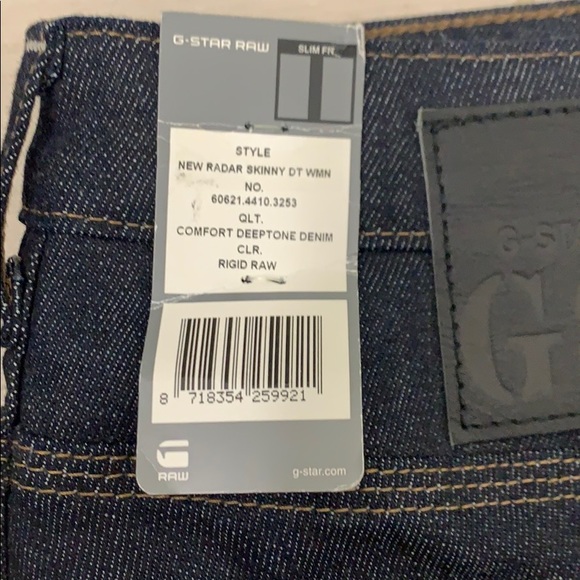 G-STAR RAW
SLIM FIT
STYLE
NEW RADAR SKINNY DT WMN
NO.
60621.4410.3253
QLT.
COMFORT DEEPTONE DENIM
CLR.
RIGID RAW
8 718354 259921
G
RAW
g-star.com
G-ST
G